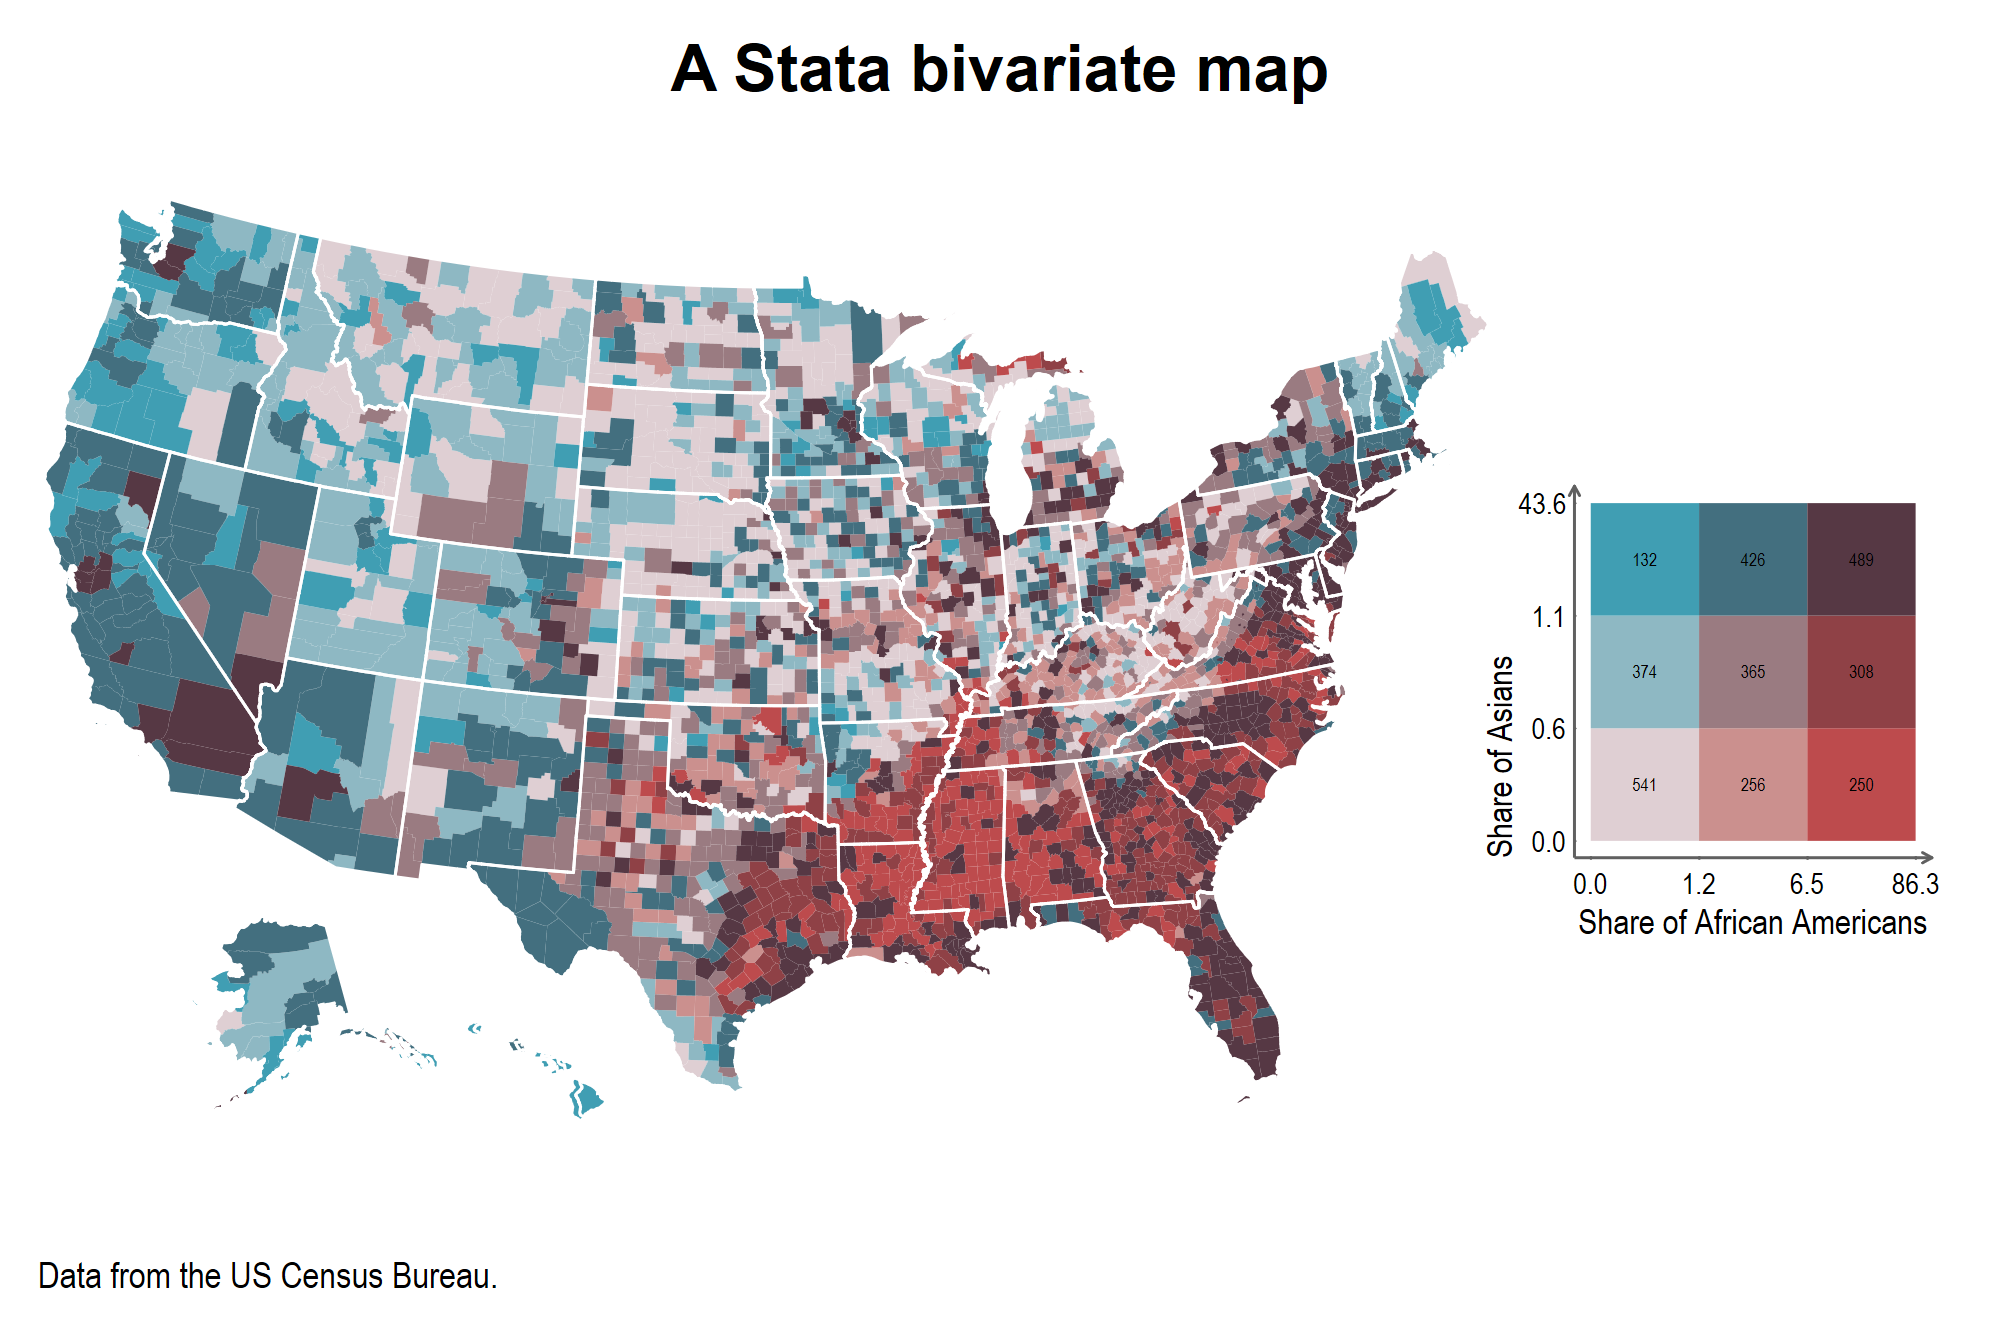 A Stata bivariate map
43.6
132 426 489
1.1
374 365 308
0.6
541 256 250
0.0
Share of Asians
0.0 1.2 6.5 86.3
Share of African Americans
Data from the US Census Bureau.